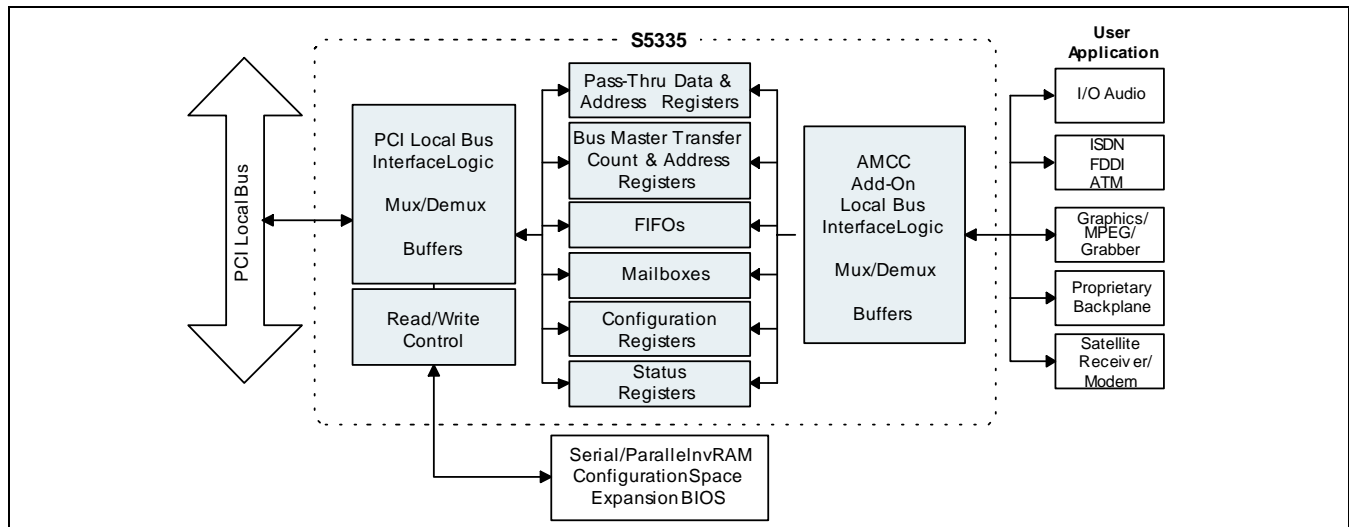 S5335
User
Application
PCI Local Bus
PCI Local Bus
InterfaceLogic
Mux/Demux
Buffers
Read/Write
Control
Pass-Thru Data &
Address Registers
Bus Master Transfer
Count & Address
Registers
FIFOs
Mailboxes
Configuration
Registers
Status
Registers
AMCC
Add-On
Local Bus
InterfaceLogic
Mux/Demux
Buffers
I/O Audio
ISDN
FDDI
ATM
Graphics/
MPEG/
Grabber
Proprietary
Backplane
Satellite
Receiver/
Modem
Serial/ParallelnvRAM
ConfigurationSpace
ExpansionBIOS